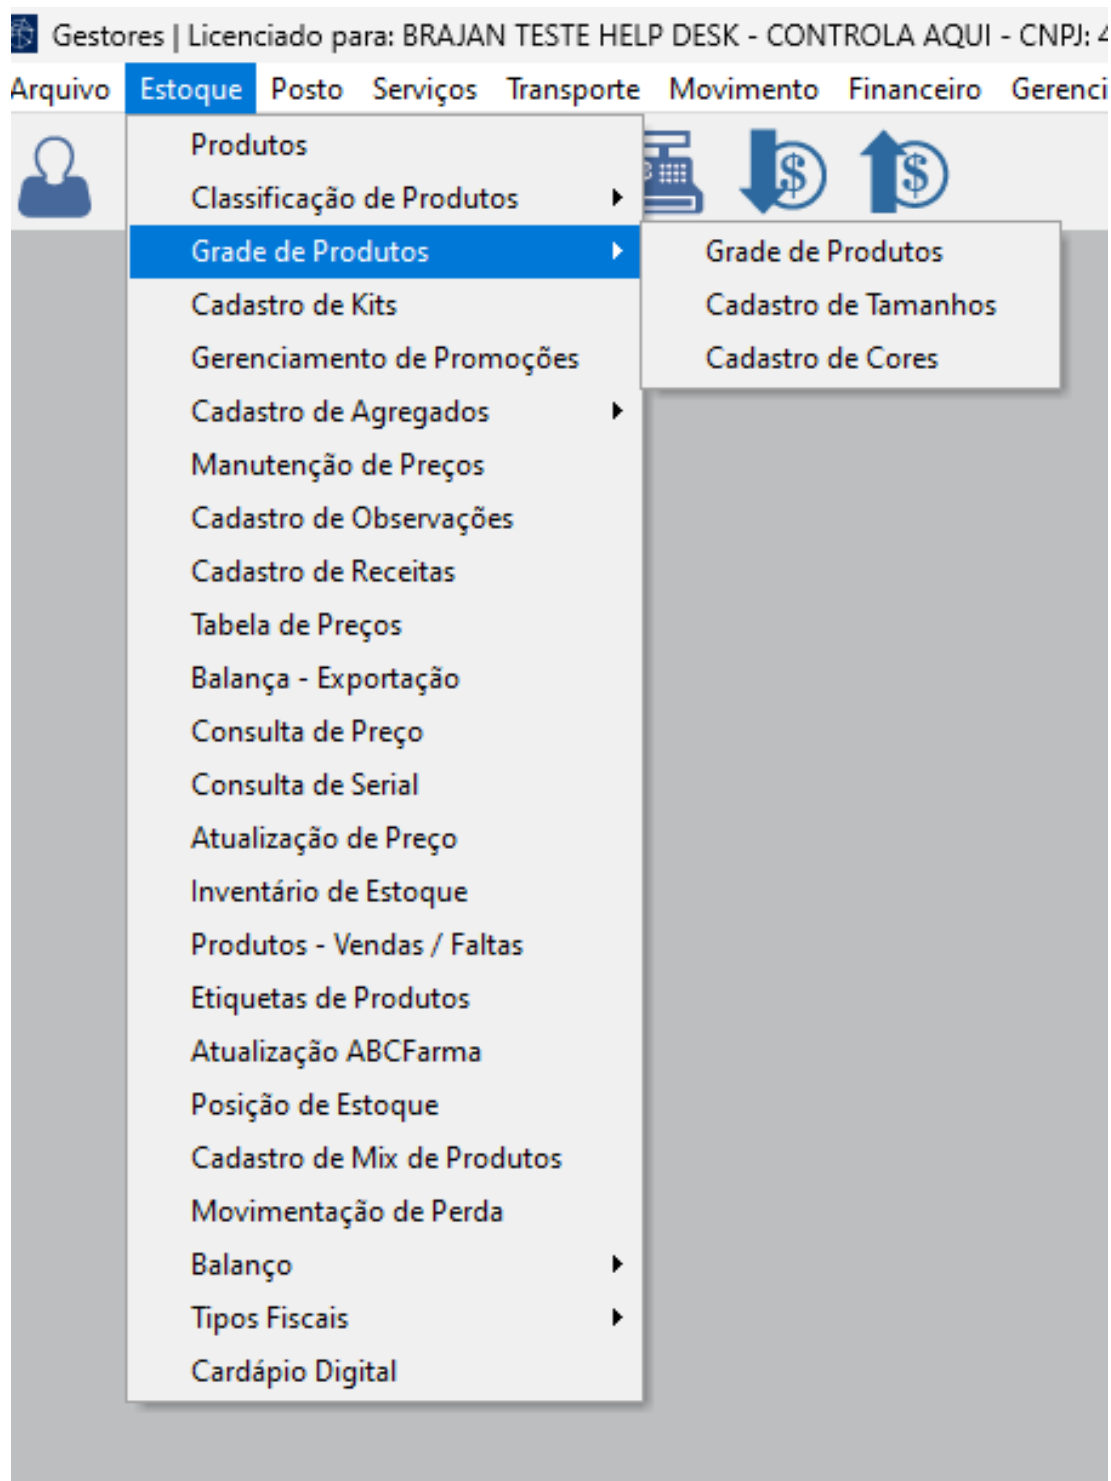 Gestores | Licenciado para: BRAJAN TESTE HELP DESK - CONTROLA AQUI - CNPJ: 4
Arquivo Estoque Posto Serviços Transporte Movimento Financeiro Gerenci
Produtos
Classificação de Produtos
Grade de Produtos
Grade de Produtos
Cadastro de Tamanhos
Cadastro de Cores
Cadastro de Kits
Gerenciamento de Promoções
Cadastro de Agregados
Manutenção de Preços
Cadastro de Observações
Cadastro de Receitas
Tabela de Preços
Balança - Exportação
Consulta de Preço
Consulta de Serial
Atualização de Preço
Inventário de Estoque
Produtos - Vendas / Faltas
Etiquetas de Produtos
Atualização ABCFarma
Posição de Estoque
Cadastro de Mix de Produtos
Movimentação de Perda
Balanço
Tipos Fiscais
Cardápio Digital